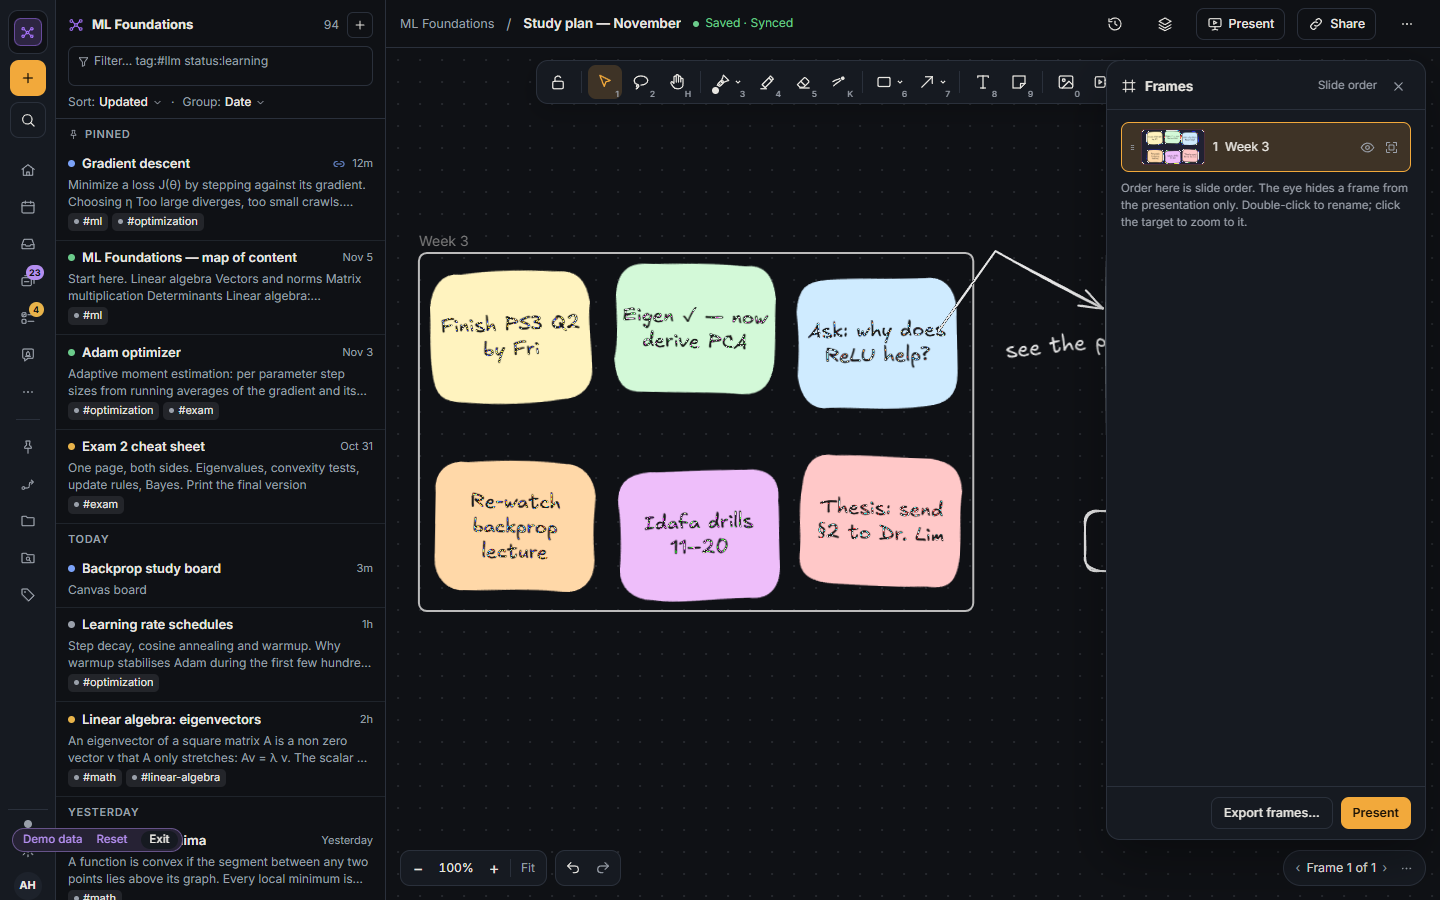 ML Foundations
94
Filter... tag:#llm status:learning
Sort: Updated · Group: Date
PINNED
Gradient descent 12m
Minimize a loss J(θ) by stepping against its gradient.
Choosing η Too large diverges, too small crawls....
#ml #optimization
ML Foundations — map of content Nov 5
Start here. Linear algebra Vectors and norms Matrix
multiplication Determinants Linear algebra:...
#ml
Adam optimizer Nov 3
Adaptive moment estimation: per parameter step
sizes from running averages of the gradient and its...
#optimization #exam
Exam 2 cheat sheet Oct 31
One page, both sides. Eigenvalues, convexity tests,
update rules, Bayes. Print the final version
#exam
TODAY
Backprop study board 3m
Canvas board
Learning rate schedules 1h
Step decay, cosine annealing and warmup. Why
warmup stabilises Adam during the first few hundre...
#optimization
Linear algebra: eigenvectors 2h
An eigenvector of a square matrix A is a non zero
vector v that A only stretches: Av = λ v. The scalar ...
#math #linear-algebra
YESTERDAY
ima Yesterday
A function is convex if the segment between any two
points lies above its graph. Every local minimum is...
#math
23
4
Demo data Reset Exit
AH
ML Foundations / Study plan — November Saved · Synced
Present Share
1 2 H 3 4 5 K 6 7 8 9 0
Week 3
Finish PS3 Q2
by Fri
Eigen ✓ — now
derive PCA
Ask: why does
ReLU help?
Re-watch
backprop
lecture
Idafa drills
11--20
Thesis: send
§2 to Dr. Lim
see the p
Frames Slide order
1 Week 3
Order here is slide order. The eye hides a frame from
the presentation only. Double-click to rename; click
the target to zoom to it.
Export frames... Present
− 100% + Fit
Frame 1 of 1